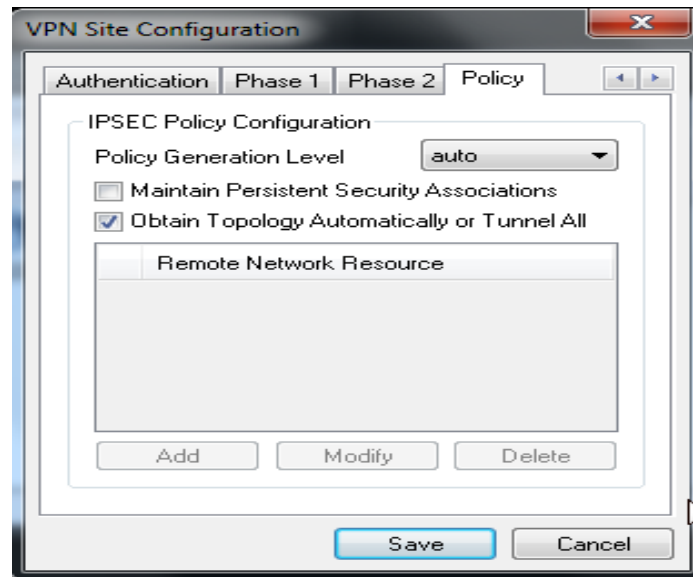 VPN Site Configuration
Authentication Phase 1 Phase 2 Policy
IPSEC Policy Configuration
Policy Generation Level auto
Maintain Persistent Security Associations
Obtain Topology Automatically or Tunnel All
Remote Network Resource
Add Modify Delete
Save Cancel